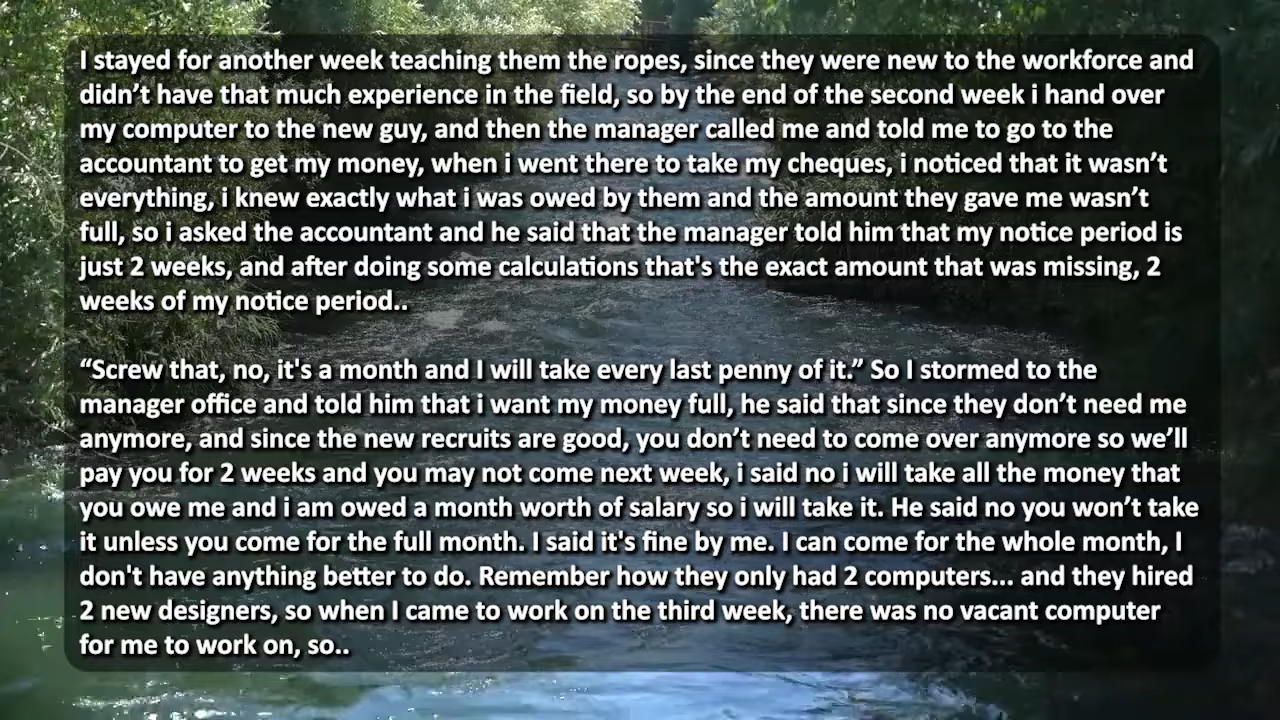 I stayed for another week teaching them the ropes, since they were new to the workforce and
didn’t have that much experience in the field, so by the end of the second week i hand over
my computer to the new guy, and then the manager called me and told me to go to the
accountant to get my money, when i went there to take my cheques, i noticed that it wasn’t
everything, i knew exactly what i was owed by them and the amount they gave me wasn’t
full, so i asked the accountant and he said that the manager told him that my notice period is
just 2 weeks, and after doing some calculations that's the exact amount that was missing, 2
weeks of my notice period..
“Screw that, no, it's a month and I will take every last penny of it.” So I stormed to the
manager office and told him that i want my money full, he said that since they don’t need me
anymore, and since the new recruits are good, you don’t need to come over anymore so we’ll
pay you for 2 weeks and you may not come next week, i said no i will take all the money that
you owe me and i am owed a month worth of salary so i will take it. He said no you won’t take
it unless you come for the full month. I said it's fine by me. I can come for the whole month, I
don't have anything better to do. Remember how they only had 2 computers... and they hired
2 new designers, so when I came to work on the third week, there was no vacant computer
for me to work on, so..